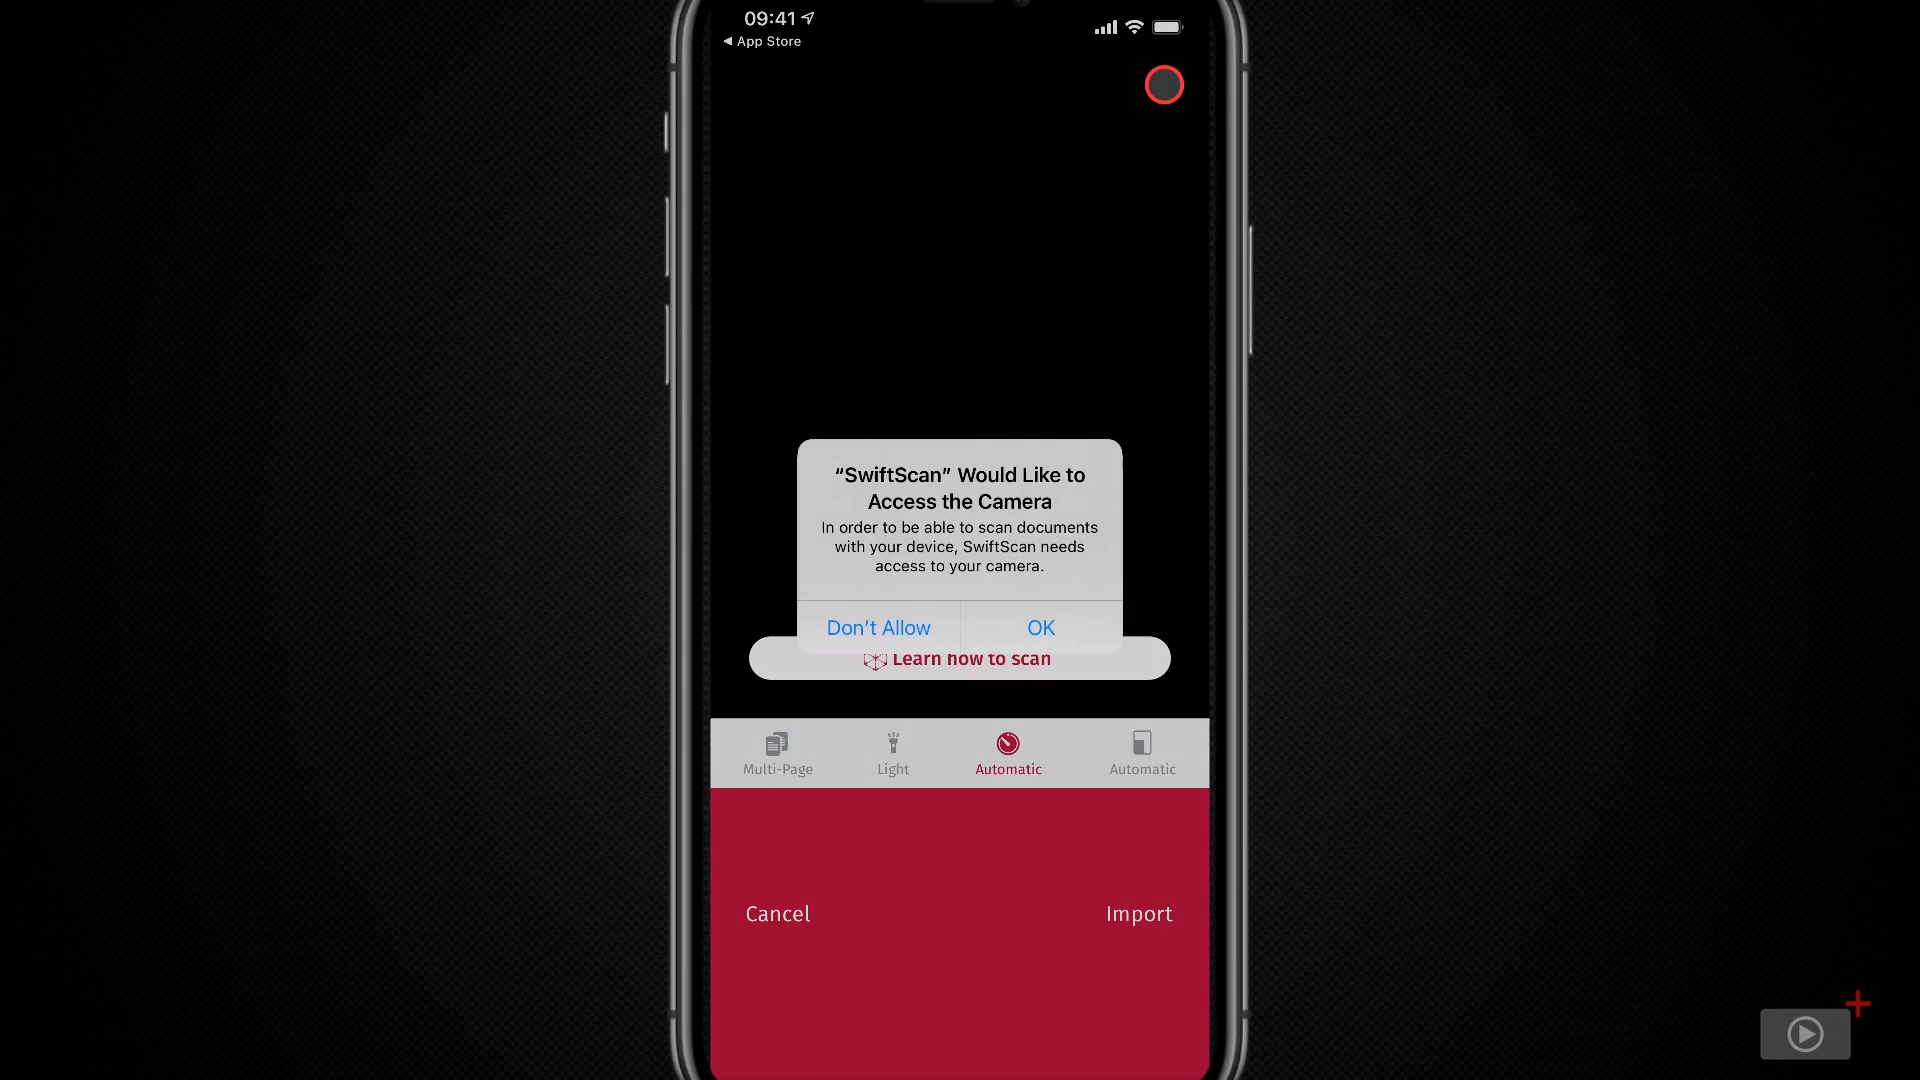 09:41
◀ App Store
“SwiftScan” Would Like to
Access the Camera
In order to be able to scan documents
with your device, SwiftScan needs
access to your camera.
Don’t Allow
OK
Learn how to scan
Multi-Page
Light
Automatic
Automatic
Cancel
Import